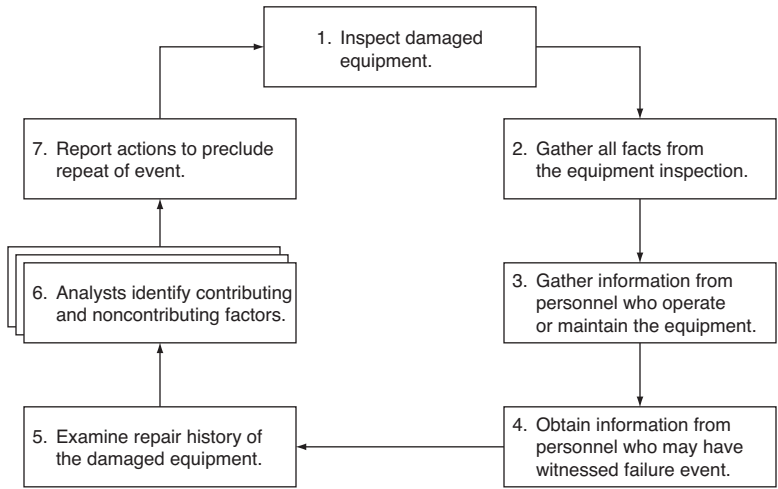 1. Inspect damaged
equipment.
2. Gather all facts from
the equipment inspection.
3. Gather information from
personnel who operate
or maintain the equipment.
4. Obtain information from
personnel who may have
witnessed failure event.
5. Examine repair history of
the damaged equipment.
6. Analysts identify contributing
and noncontributing factors.
7. Report actions to preclude
repeat of event.